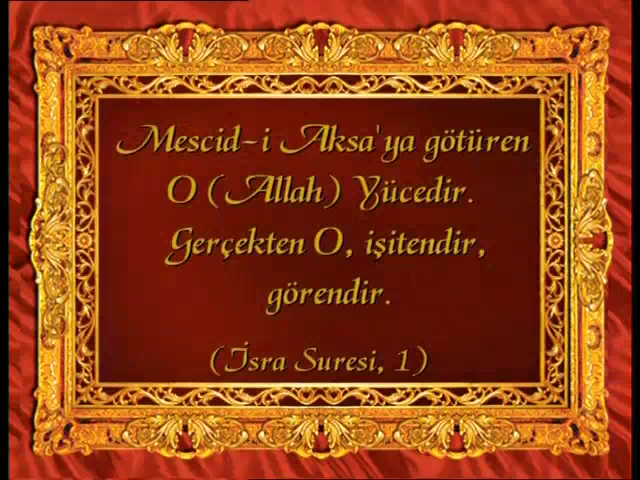 Mescid-i Aksa'ya götüren
O (Allah) Yücedir.
Gerçekten O, işitendir,
görendir.
(İsra Suresi, 1)